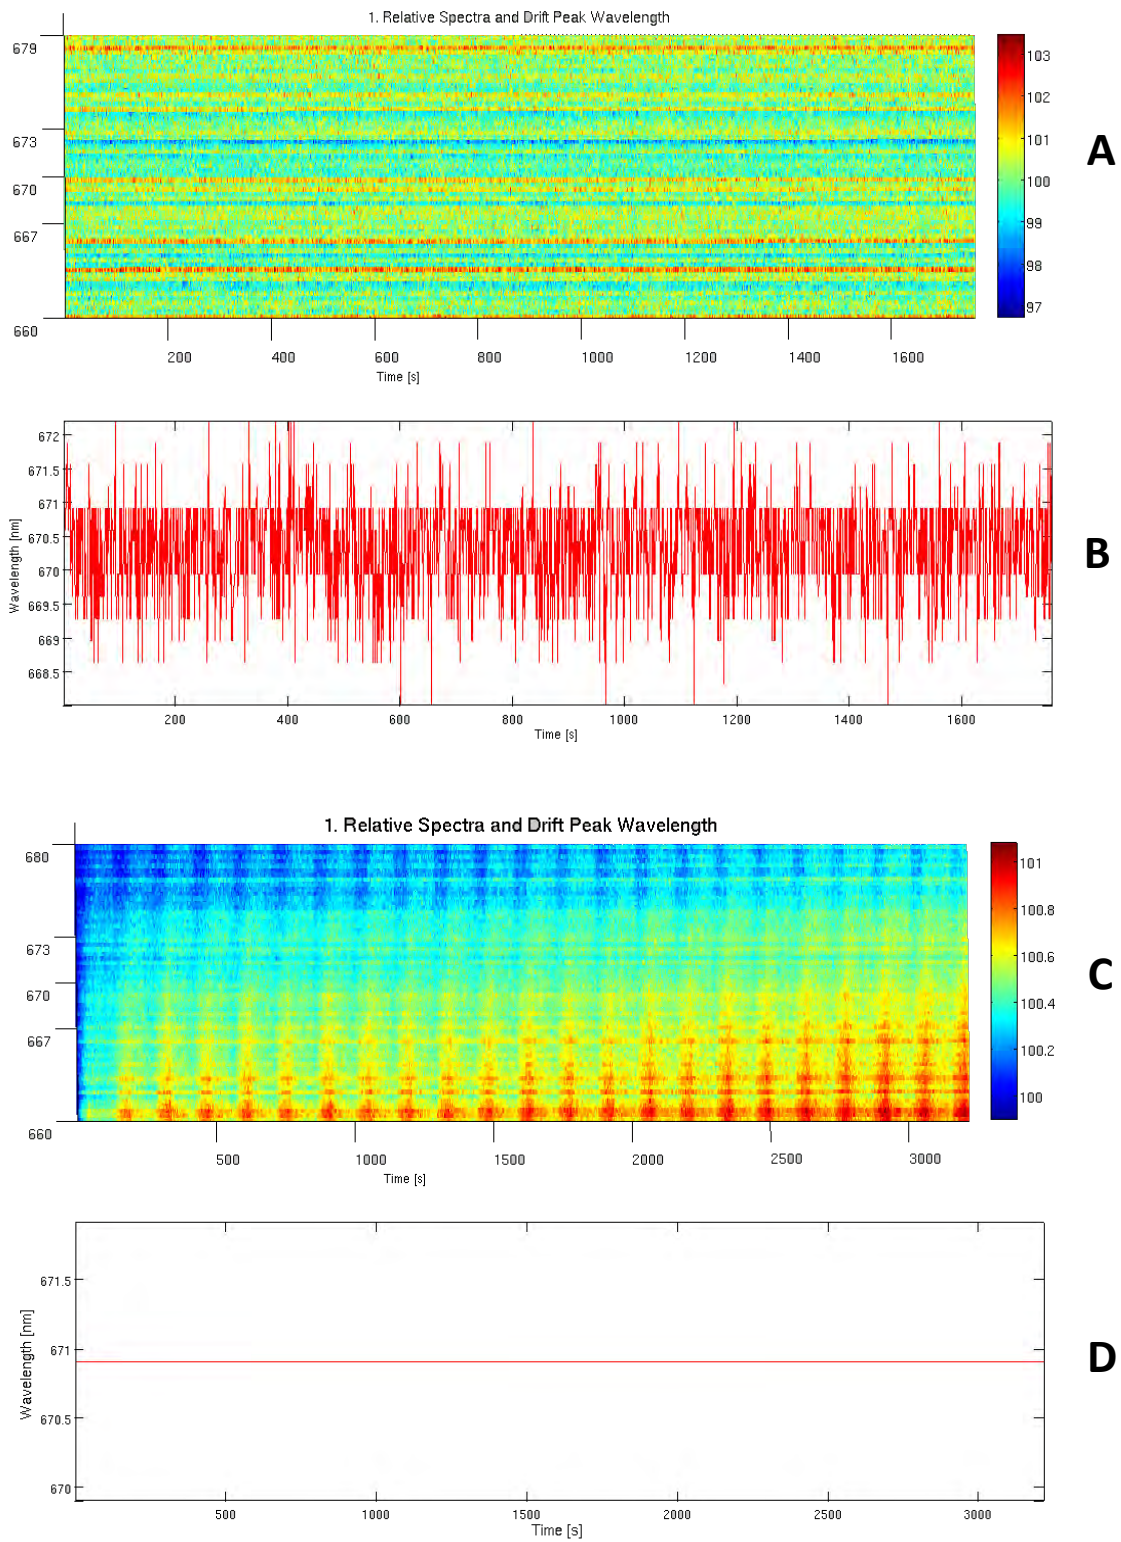 1. Relative Spectra and Drift Peak Wavelength
679
673
670
667
660
200 400 600 800 1000 1200 1400 1600
Time [s]
103
102
101
100
99
98
97
A
672
671.5
671
670.5
670
669.5
669
668.5
Wavelength [nm]
200 400 600 800 1000 1200 1400 1600
Time [s]
B
1. Relative Spectra and Drift Peak Wavelength
680
673
670
667
660
500 1000 1500 2000 2500 3000
Time [s]
101
100.8
100.6
100.4
100.2
100
C
671.5
671
670.5
670
Wavelength [nm]
500 1000 1500 2000 2500 3000
Time [s]
D